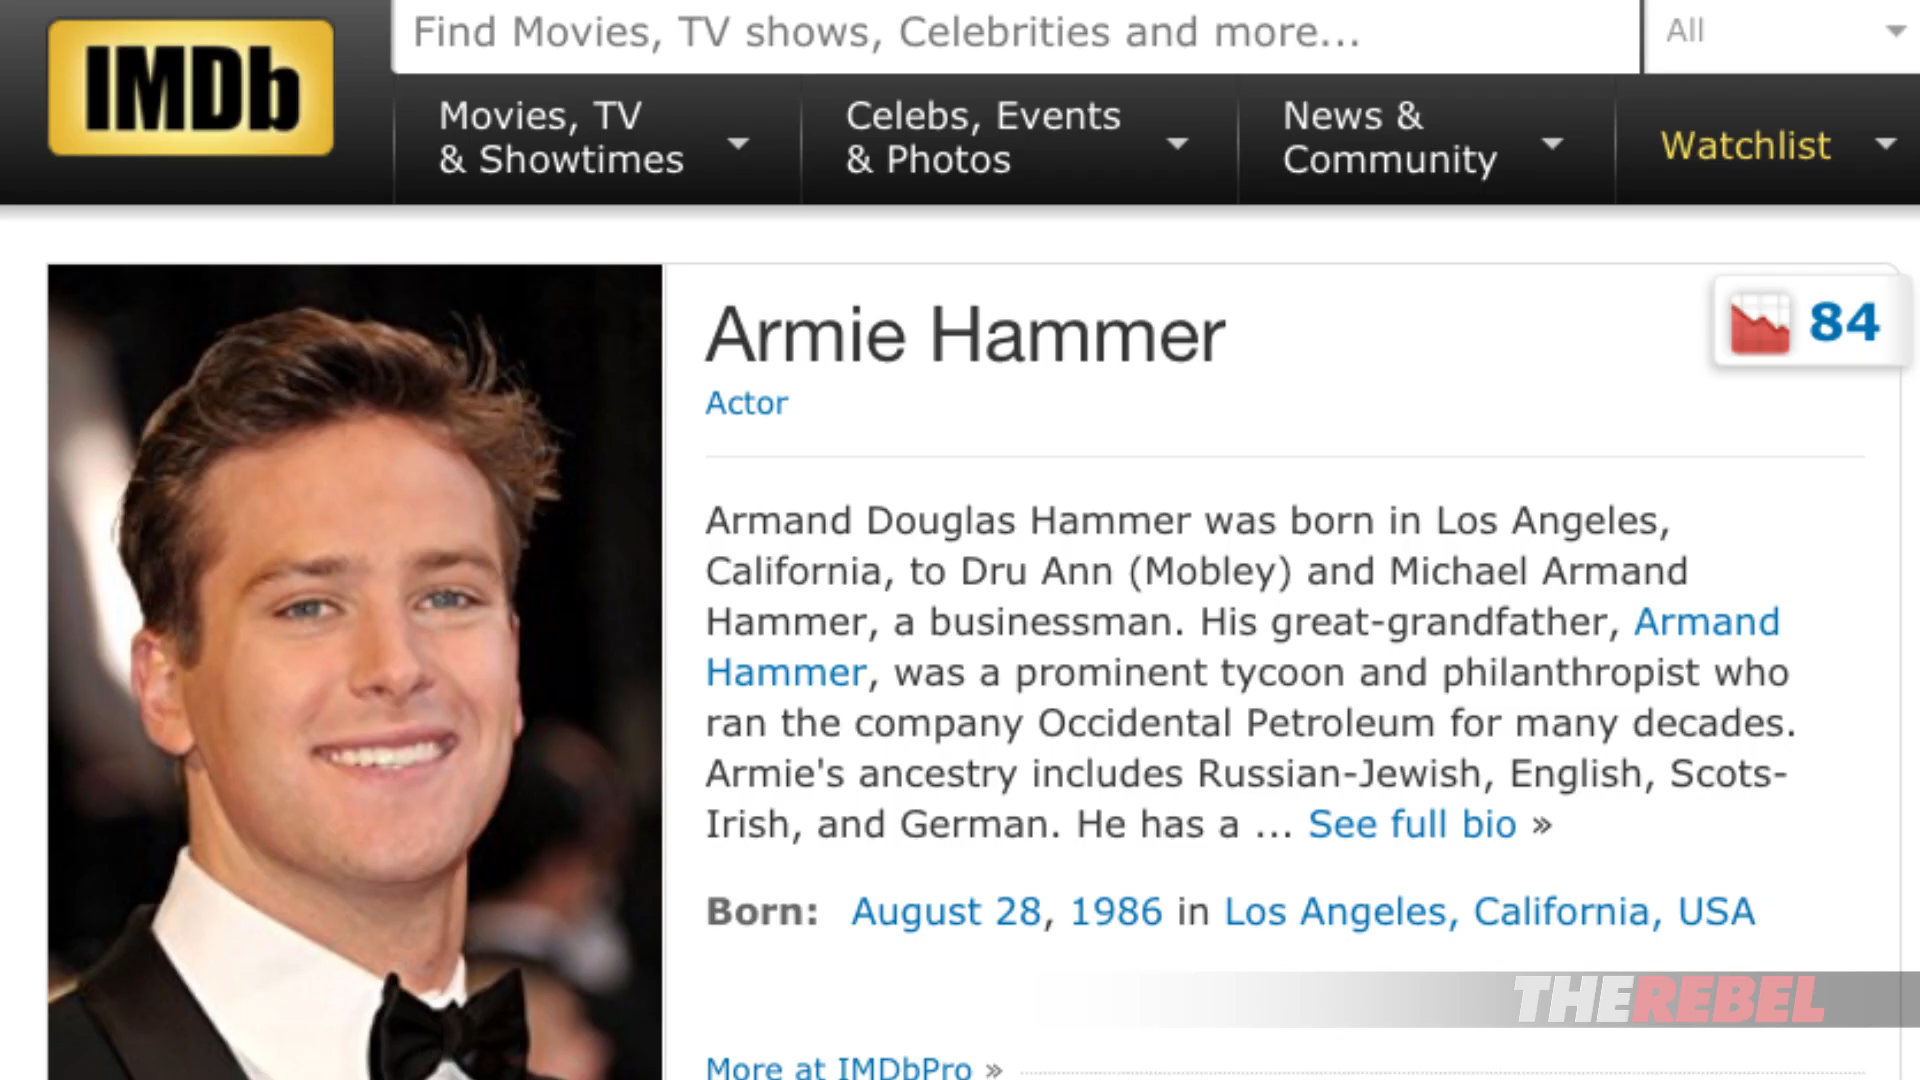 IMDb
Find Movies, TV shows, Celebrities and more...
All
Movies, TV
& Showtimes
Celebs, Events
& Photos
News &
Community
Watchlist
Armie Hammer
84
Actor
Armand Douglas Hammer was born in Los Angeles,
California, to Dru Ann (Mobley) and Michael Armand
Hammer, a businessman. His great-grandfather, Armand
Hammer, was a prominent tycoon and philanthropist who
ran the company Occidental Petroleum for many decades.
Armie's ancestry includes Russian-Jewish, English, Scots-
Irish, and German. He has a ... See full bio »
Born: August 28, 1986 in Los Angeles, California, USA
THEREBEL
More at IMDbPro »